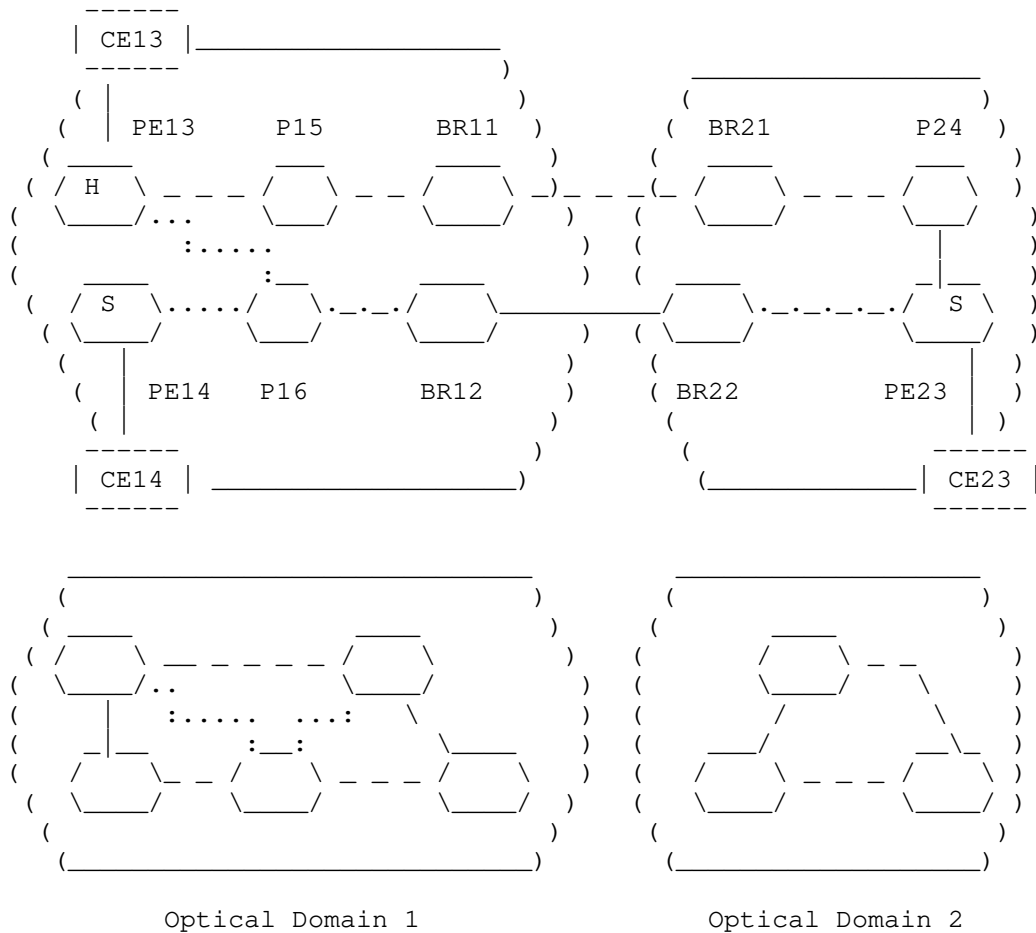 CE13
PE13 P15 BR11 BR21 P24
H
S S
PE14 P16 BR12 BR22 PE23
CE14 CE23
Optical Domain 1 Optical Domain 2